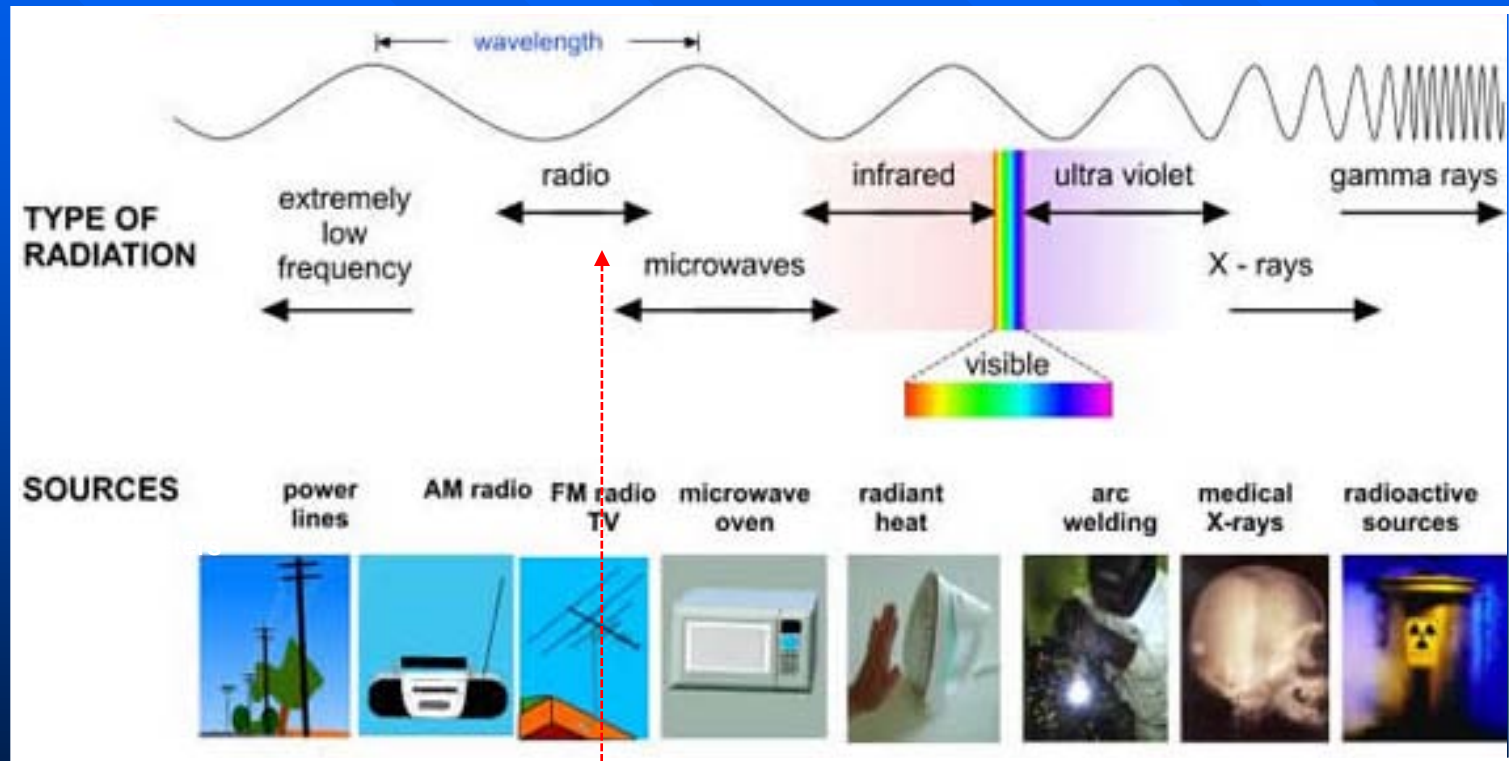 wavelength
radio
infrared
ultra violet
gamma rays
TYPE OF
RADIATION
extremely
low
frequency
microwaves
X - rays
visible
SOURCES
power
lines
AM radio
FM radio
TV
microwave
oven
radiant
heat
arc
welding
medical
X-rays
radioactive
sources